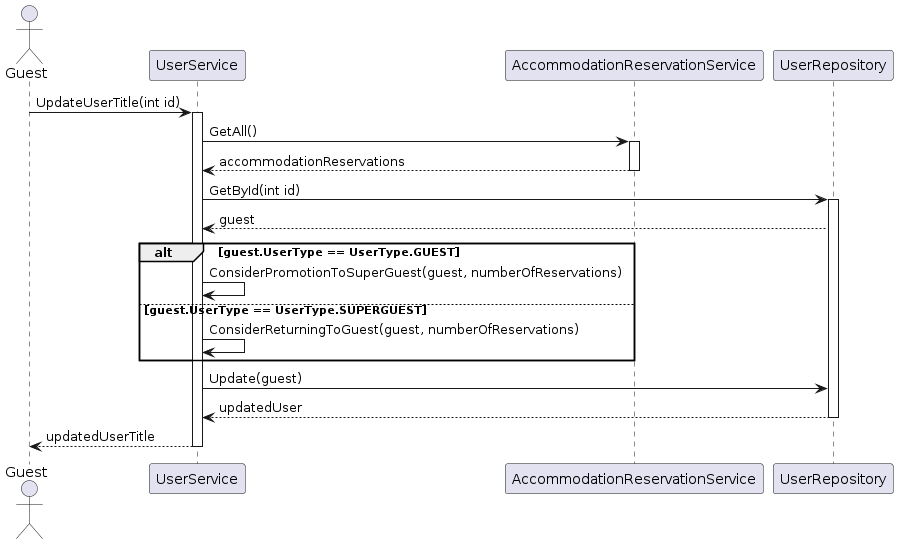 Guest
UserService
AccommodationReservationService
UserRepository
UpdateUserTitle(int id)
GetAll()
accommodationReservations
GetById(int id)
guest
alt [guest.UserType == UserType.GUEST]
ConsiderPromotionToSuperGuest(guest, numberOfReservations)
[guest.UserType == UserType.SUPERGUEST]
ConsiderReturningToGuest(guest, numberOfReservations)
Update(guest)
updatedUser
updatedUserTitle
Guest
UserService
AccommodationReservationService
UserRepository